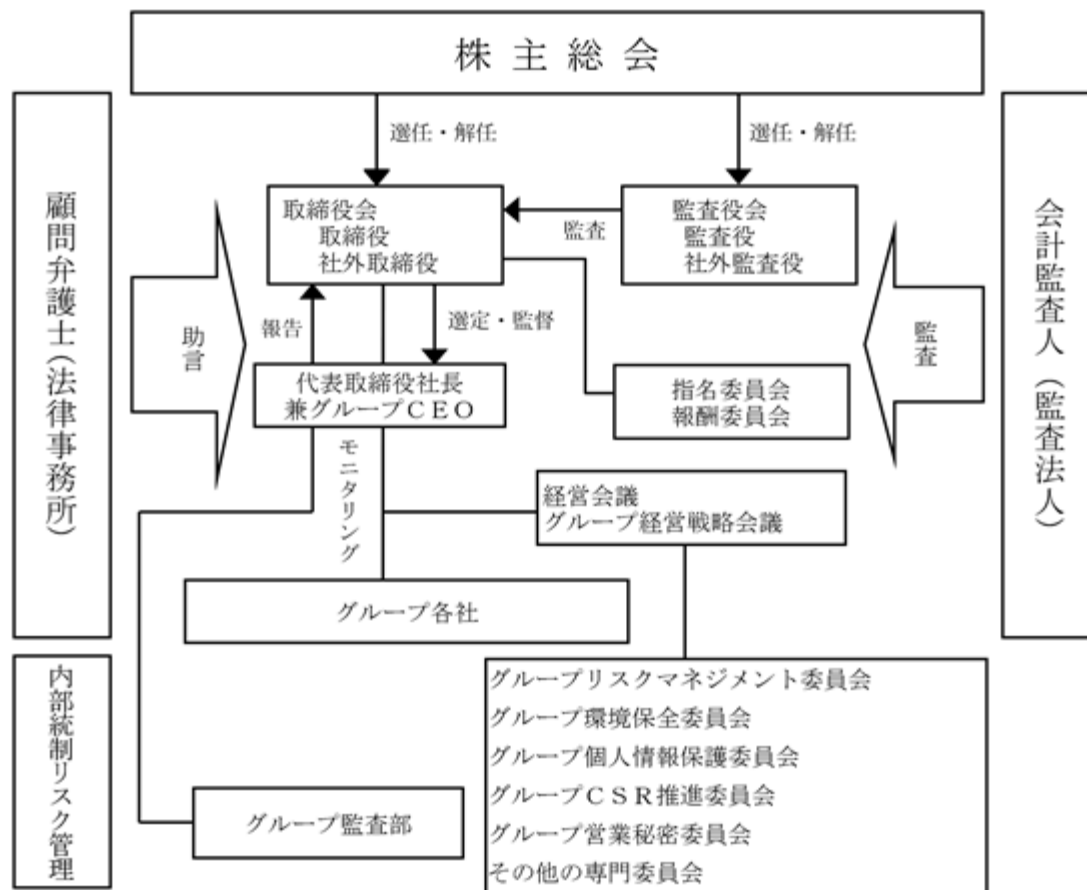 株主総会
選任・解任
選任・解任
顧問弁護士(法律事務所)
会計監査人(監査法人)
取締役会
取締役
社外取締役
監査
監査役会
監査役
社外監査役
助言
報告
選定・監督
監査
代表取締役社長
兼グループCEO
指名委員会
報酬委員会
モニタリング
経営会議
グループ経営戦略会議
グループ各社
内部統制リスク管理
グループリスクマネジメント委員会
グループ環境保全委員会
グループ個人情報保護委員会
グループCSR推進委員会
グループ営業秘密委員会
その他の専門委員会
グループ監査部